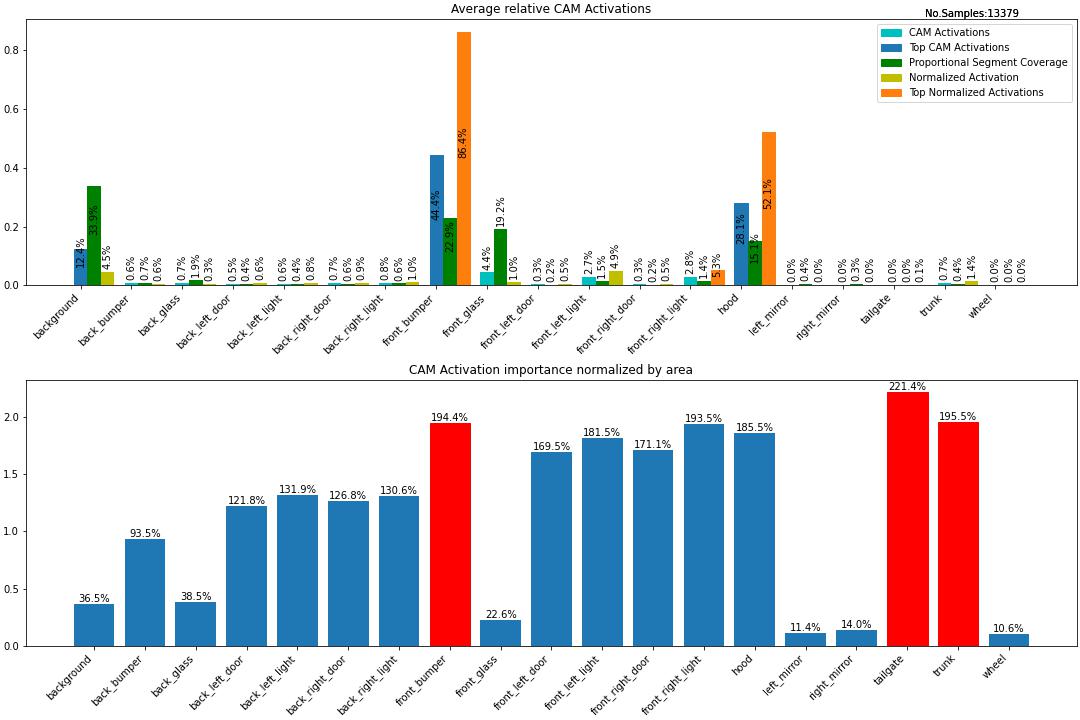 Average relative CAM Activations
No.Samples:13379
CAM Activations
Top CAM Activations
Proportional Segment Coverage
Normalized Activation
Top Normalized Activations
0.8
0.6
0.4
0.2
0.0
12.4% 33.9% 4.5%
0.6% 0.7% 0.6%
0.7% 1.9% 0.3%
0.5% 0.4% 0.6%
0.6% 0.4% 0.8%
0.7% 0.6% 0.9%
0.8% 0.6% 1.0%
44.4% 22.9% 86.4%
4.4% 19.2% 1.0%
0.3% 0.2% 0.5%
2.7% 1.5% 4.9%
0.3% 0.2% 0.5%
2.8% 1.4% 5.3%
28.1% 15.1% 52.1%
0.0% 0.4% 0.0%
0.0% 0.3% 0.0%
0.0% 0.0% 0.1%
0.7% 0.4% 1.4%
0.0% 0.0% 0.0%
background
back_bumper
back_glass
back_left_door
back_left_light
back_right_door
back_right_light
front_bumper
front_glass
front_left_door
front_left_light
front_right_door
front_right_light
hood
left_mirror
right_mirror
tailgate
trunk
wheel
CAM Activation importance normalized by area
2.0
1.5
1.0
0.5
0.0
36.5%
93.5%
38.5%
121.8%
131.9%
126.8%
130.6%
194.4%
22.6%
169.5%
181.5%
171.1%
193.5%
185.5%
11.4%
14.0%
221.4%
195.5%
10.6%
background
back_bumper
back_glass
back_left_door
back_left_light
back_right_door
back_right_light
front_bumper
front_glass
front_left_door
front_left_light
front_right_door
front_right_light
hood
left_mirror
right_mirror
tailgate
trunk
wheel